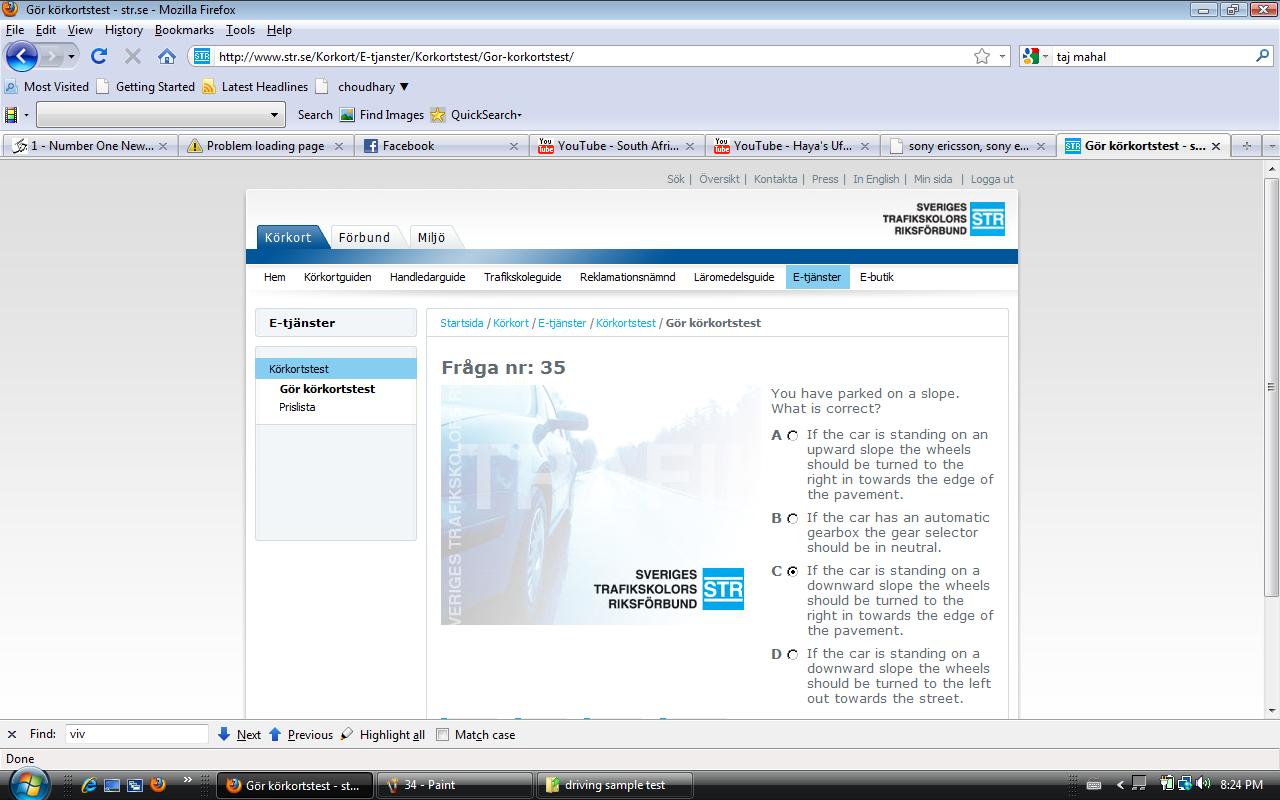 Gör körkortstest - str.se - Mozilla Firefox
File Edit View History Bookmarks Tools Help
STR http://www.str.se/Korkort/E-tjanster/Korkortstest/Gor-korkortstest/ taj mahal
Most Visited Getting Started Latest Headlines choudhary ▼
Search Find Images QuickSearch
1 - Number One New... Problem loading page Facebook YouTube - South Afri... YouTube - Haya's Uf... sony ericsson, sony e... Gör körkortstest - s...
Sök | Översikt | Kontakta | Press | In English | Min sida | Logga ut
SVERIGES
TRAFIKSKOLORS STR
RIKSFÖRBUND
Körkort Förbund Miljö
Hem Körkortguiden Handledarguide Trafikskoleguide Reklamationsnämnd Läromedelsguide E-tjänster E-butik
E-tjänster
Startsida / Körkort / E-tjänster / Körkortstest / Gör körkortstest
Körkortstest
Gör körkortstest
Prislista
Fråga nr: 35
SVERIGES TRAFIKSKOLORS R
TRAFI
SVERIGES
TRAFIKSKOLORS STR
RIKSFÖRBUND
You have parked on a slope.
What is correct?
A If the car is standing on an
upward slope the wheels
should be turned to the
right in towards the edge of
the pavement.
B If the car has an automatic
gearbox the gear selector
should be in neutral.
C If the car is standing on a
downward slope the wheels
should be turned to the
right in towards the edge of
the pavement.
D If the car is standing on a
downward slope the wheels
should be turned to the left
out towards the street.
Find: viv Next Previous Highlight all Match case
Done
Gör körkortstest - st... 34 - Paint driving sample test 8:24 PM